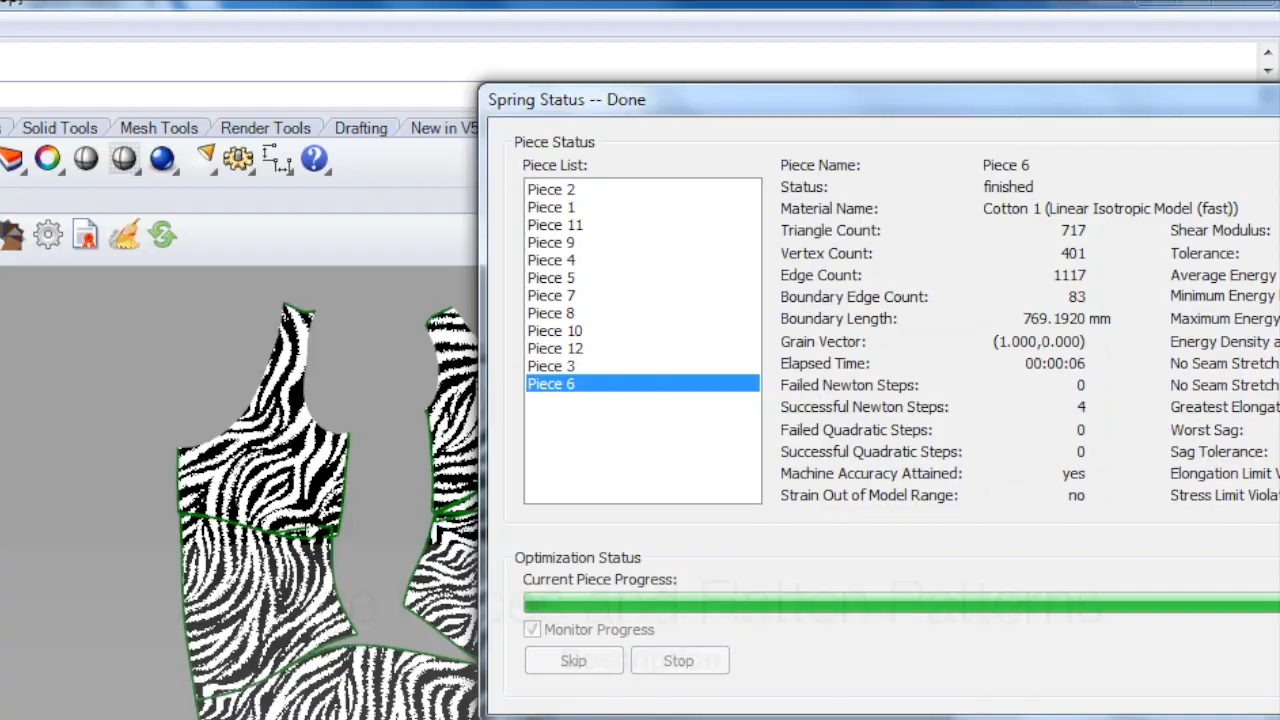 Spring Status -- Done
Solid Tools
Mesh Tools
Render Tools
Drafting
New in V5
Piece Status
Piece List:
Piece 2
Piece 1
Piece 11
Piece 9
Piece 4
Piece 5
Piece 7
Piece 8
Piece 10
Piece 12
Piece 3
Piece 6
Piece Name: Piece 6
Status: finished
Material Name: Cotton 1 (Linear Isotropic Model (fast))
Triangle Count: 717 Shear Modulus:
Vertex Count: 401 Tolerance:
Edge Count: 1117 Average Energy
Boundary Edge Count: 83 Minimum Energy
Boundary Length: 769.1920 mm Maximum Energy
Grain Vector: (1.000,0.000) Energy Density a
Elapsed Time: 00:00:06 No Seam Stretch
Failed Newton Steps: 0 No Seam Stretch
Successful Newton Steps: 4 Greatest Elongat
Failed Quadratic Steps: 0 Worst Sag:
Successful Quadratic Steps: 0 Sag Tolerance:
Machine Accuracy Attained: yes Elongation Limit V
Strain Out of Model Range: no Stress Limit Violat
Optimization Status
Current Piece Progress:
and Flatten Patterns
Monitor Progress
Skip
Stop